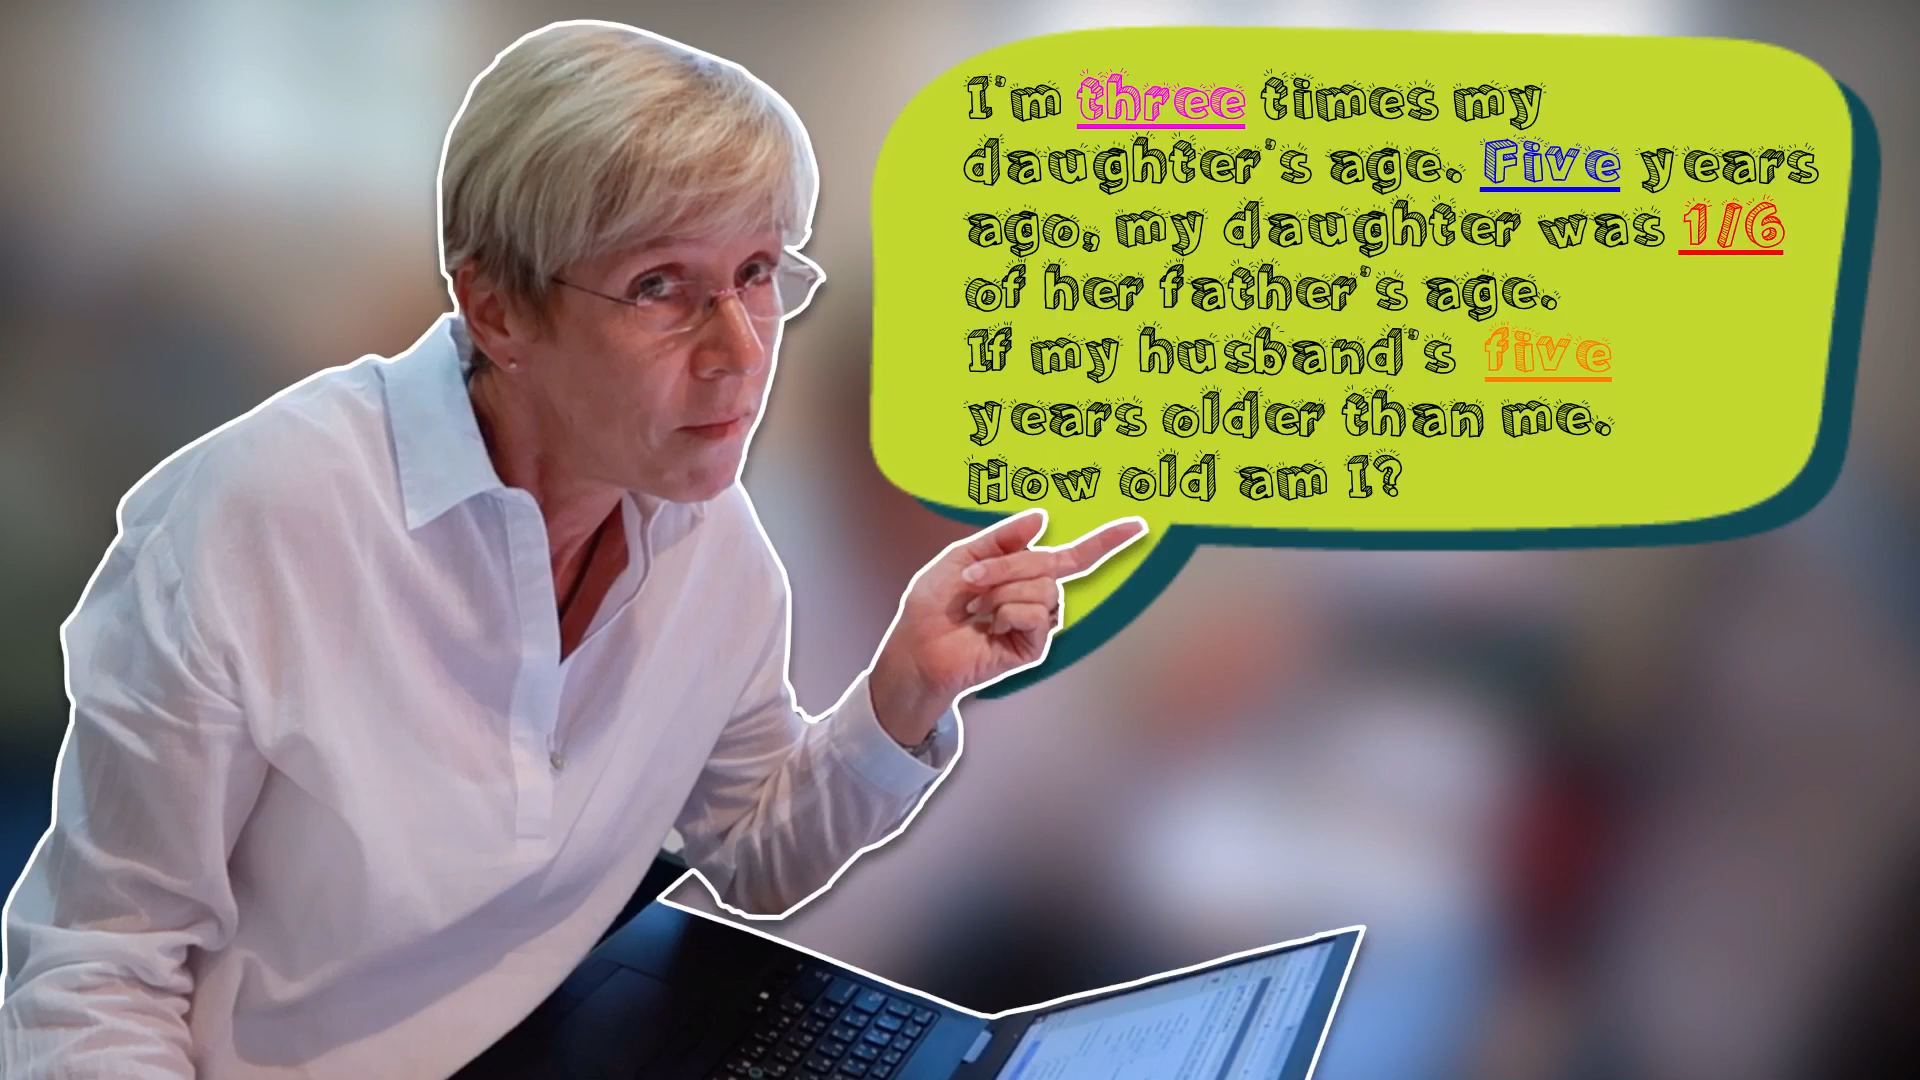 I'm three times my
daughter's age. Five years
ago, my daughter was 1/6
of her father's age.
If my husband's five
years older than me.
How old am I?